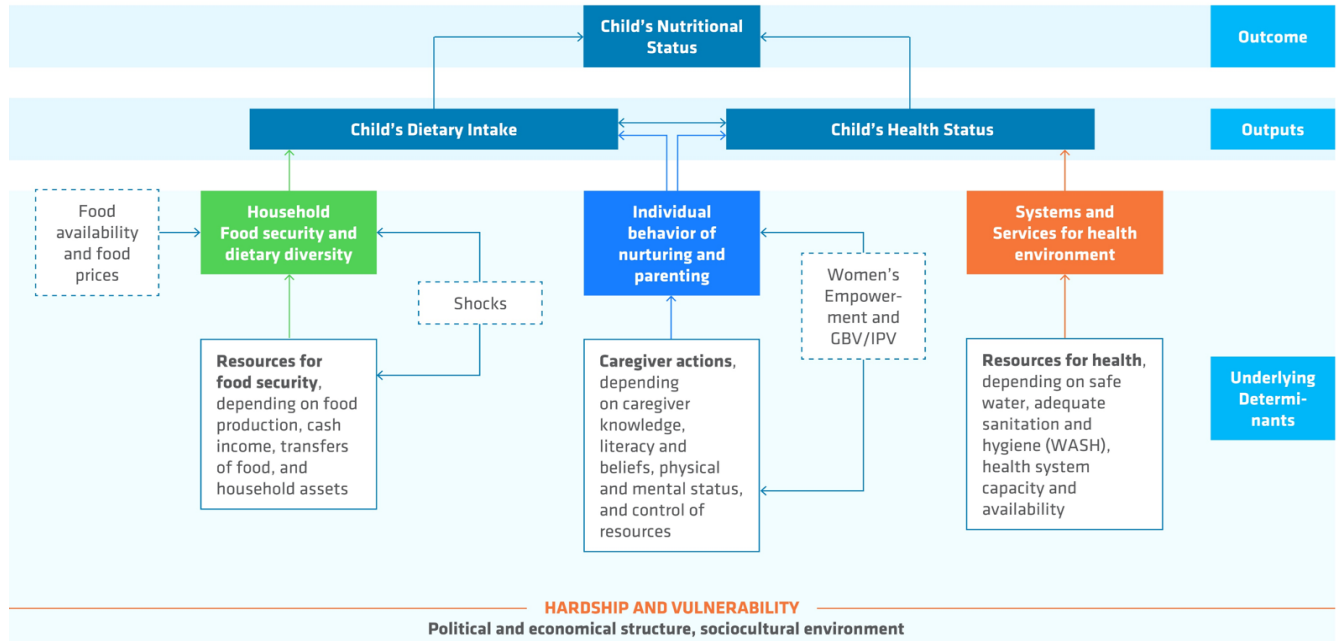 Child's Nutritional
Status
Outcome
Child's Dietary Intake
Child's Health Status
Outputs
Food
availability
and food
prices
Household
Food security and
dietary diversity
Individual
behavior of
nurturing and
parenting
Systems and
Services for health
environment
Shocks
Women's
Empower-
ment and
GBV/IPV
Resources for
food security,
depending on food
production, cash
income, transfers
of food, and
household assets
Caregiver actions,
depending
on caregiver
knowledge,
literacy and
beliefs, physical
and mental status,
and control of
resources
Resources for health,
depending on safe
water, adequate
sanitation and
hygiene (WASH),
health system
capacity and
availability
Underlying
Determi-
nants
HARDSHIP AND VULNERABILITY
Political and economical structure, sociocultural environment